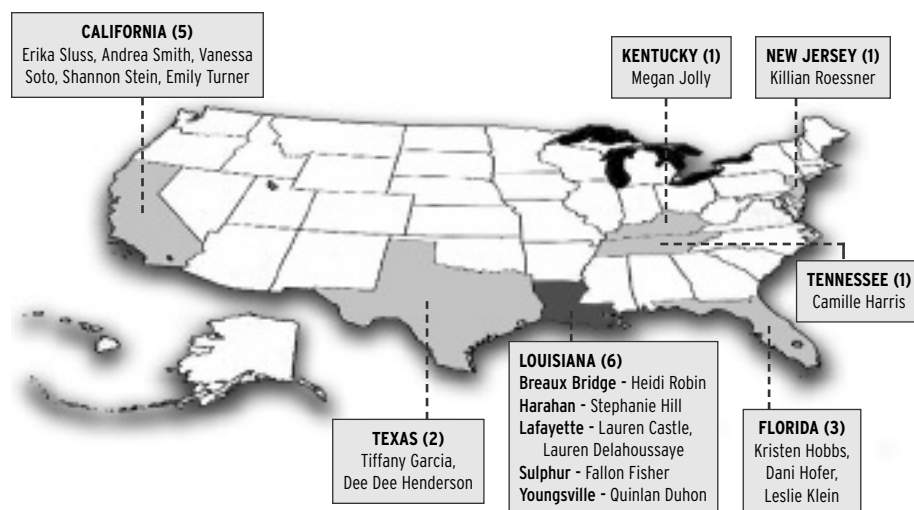 CALIFORNIA (5)
Erika Sluss, Andrea Smith, Vanessa
Soto, Shannon Stein, Emily Turner
KENTUCKY (1)
Megan Jolly
NEW JERSEY (1)
Killian Roessner
TENNESSEE (1)
Camille Harris
TEXAS (2)
Tiffany Garcia,
Dee Dee Henderson
LOUISIANA (6)
Breaux Bridge - Heidi Robin
Harahan - Stephanie Hill
Lafayette - Lauren Castle,
Lauren Delahoussaye
Sulphur - Fallon Fisher
Youngsville - Quinlan Duhon
FLORIDA (3)
Kristen Hobbs,
Dani Hofer,
Leslie Klein